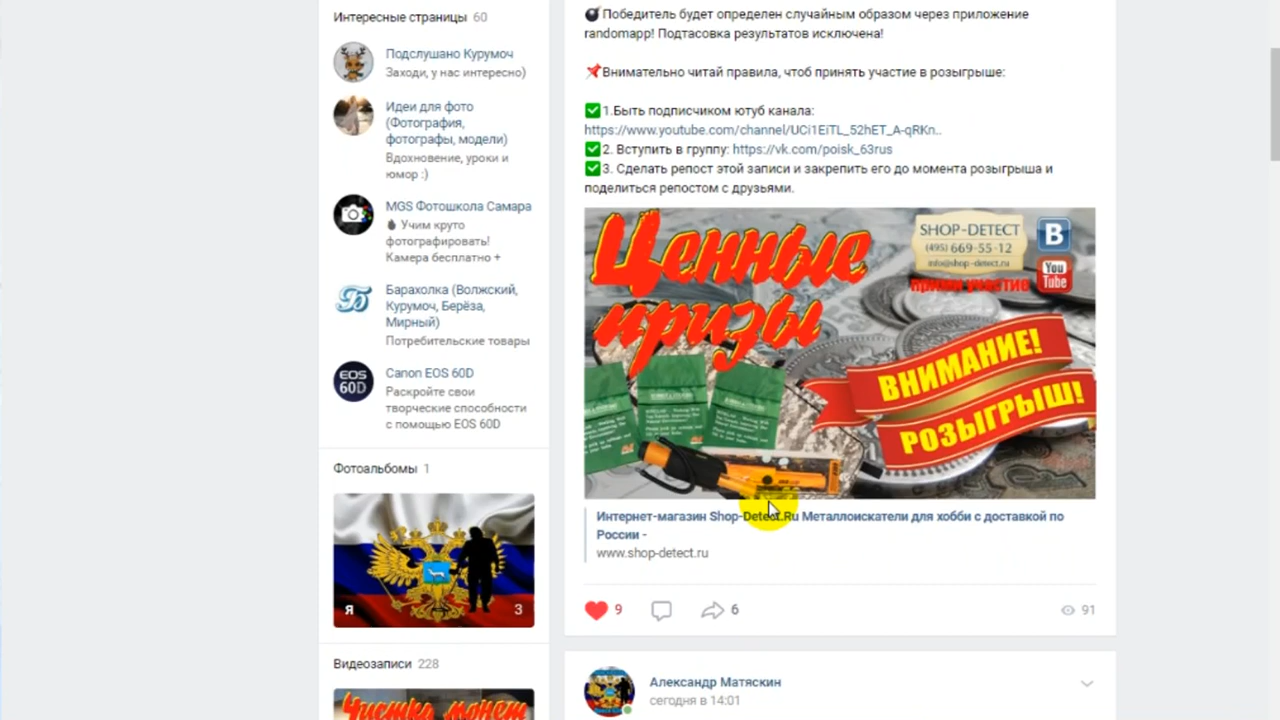 Интересные страницы 60
Подслушано Курумоч
Заходи, у нас интересно)
Идеи для фото
(Фотография,
фотографы, модели)
Вдохновение, уроки и
юмор :)
MGS Фотошкола Самара
Учим круто
фотографировать!
Камера бесплатно +
Барахолка (Волжский,
Курумоч, Берёза,
Мирный)
Потребительские товары
EOS
60D
Canon EOS 60D
Раскройте свои
творческие способности
с помощью EOS 60D
Фотоальбомы 1
Я 3
Видеозаписи 228
Чистка монет
Победитель будет определен случайным образом через приложение
randomapp! Подтасовка результатов исключена!
Внимательно читай правила, чтоб принять участие в розыгрыше:
1.Быть подписчиком ютуб канала:
https://www.youtube.com/channel/UCi1EiTL_52hET_A-qRKn..
2. Вступить в группу: https://vk.com/poisk_63rus
3. Сделать репост этой записи и закрепить его до момента розыгрыша и
поделиться репостом с друзьями.
Ценные
призы
SHOP-DETECT
(495) 669-55-12
info@shop-detect.ru
В
You
Tube
прими участие
ВНИМАНИЕ!
РОЗЫГРЫШ!
Интернет-магазин Shop-Detect.Ru Металлоискатели для хобби с доставкой по
России -
www.shop-detect.ru
9 6 91
Александр Матяскин
сегодня в 14:01